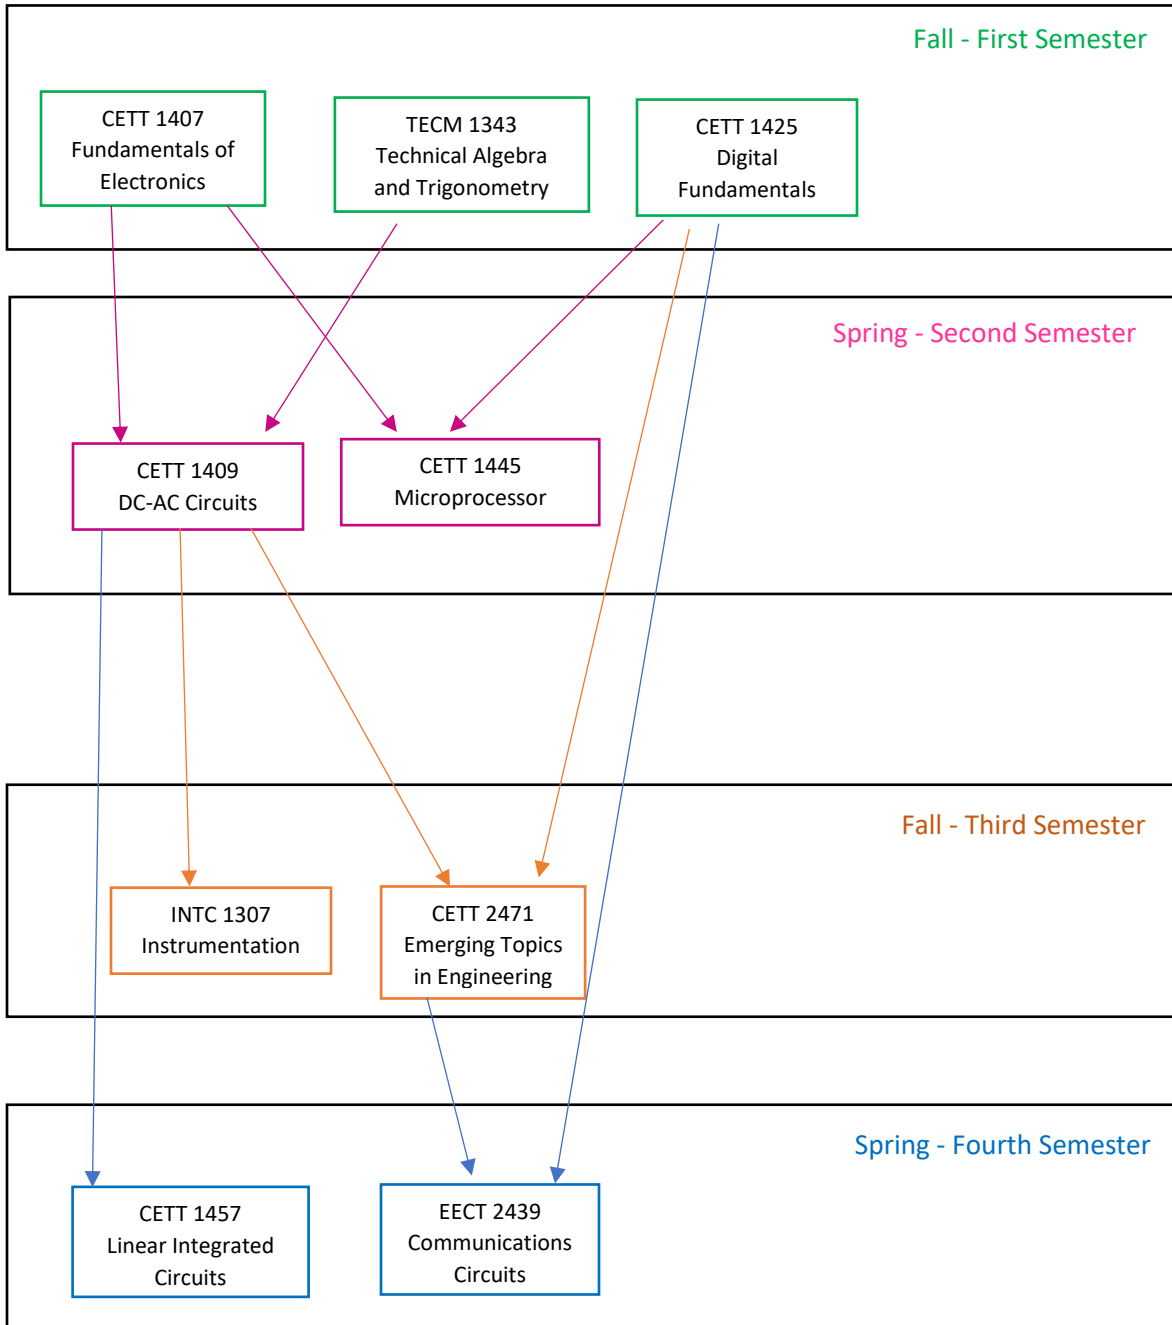 Fall - First Semester
CETT 1407
Fundamentals of
Electronics
TECM 1343
Technical Algebra
and Trigonometry
CETT 1425
Digital
Fundamentals
Spring - Second Semester
CETT 1409
DC-AC Circuits
CETT 1445
Microprocessor
Fall - Third Semester
INTC 1307
Instrumentation
CETT 2471
Emerging Topics
in Engineering
Spring - Fourth Semester
CETT 1457
Linear Integrated
Circuits
EECT 2439
Communications
Circuits